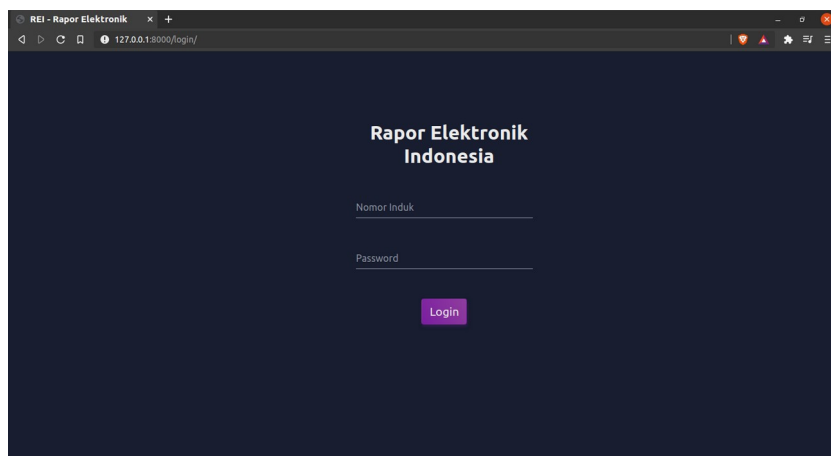 REI - Rapor Elektronik
127.0.0.1:8000/login/
Rapor Elektronik
Indonesia
Nomor Induk
Password
Login